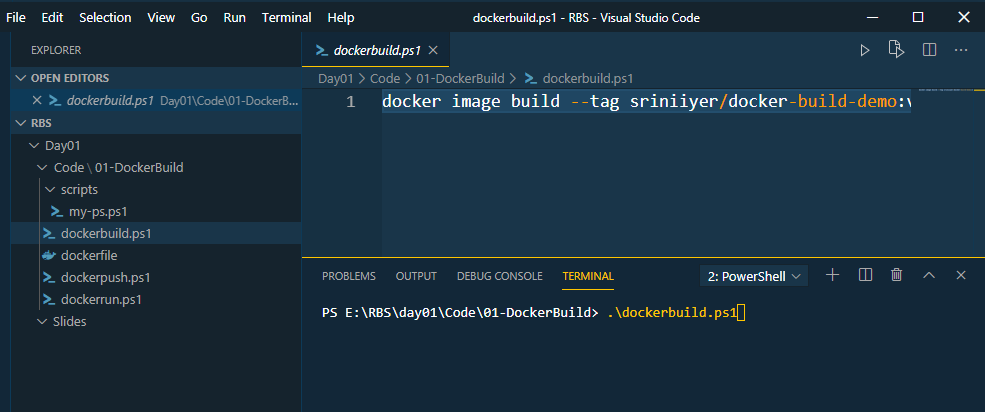 File Edit Selection View Go Run Terminal Help dockerbuild.ps1 - RBS - Visual Studio Code
EXPLORER
OPEN EDITORS
dockerbuild.ps1 Day01\Code\01-DockerB...
RBS
Day01
Code \ 01-DockerBuild
scripts
my-ps.ps1
dockerbuild.ps1
dockerfile
dockerpush.ps1
dockerrun.ps1
Slides
dockerbuild.ps1
Day01 > Code > 01-DockerBuild > dockerbuild.ps1
1 docker image build --tag sriniiyer/docker-build-demo:v
PROBLEMS OUTPUT DEBUG CONSOLE TERMINAL 2: PowerShell
PS E:\RBS\day01\Code\01-DockerBuild> .\dockerbuild.ps1